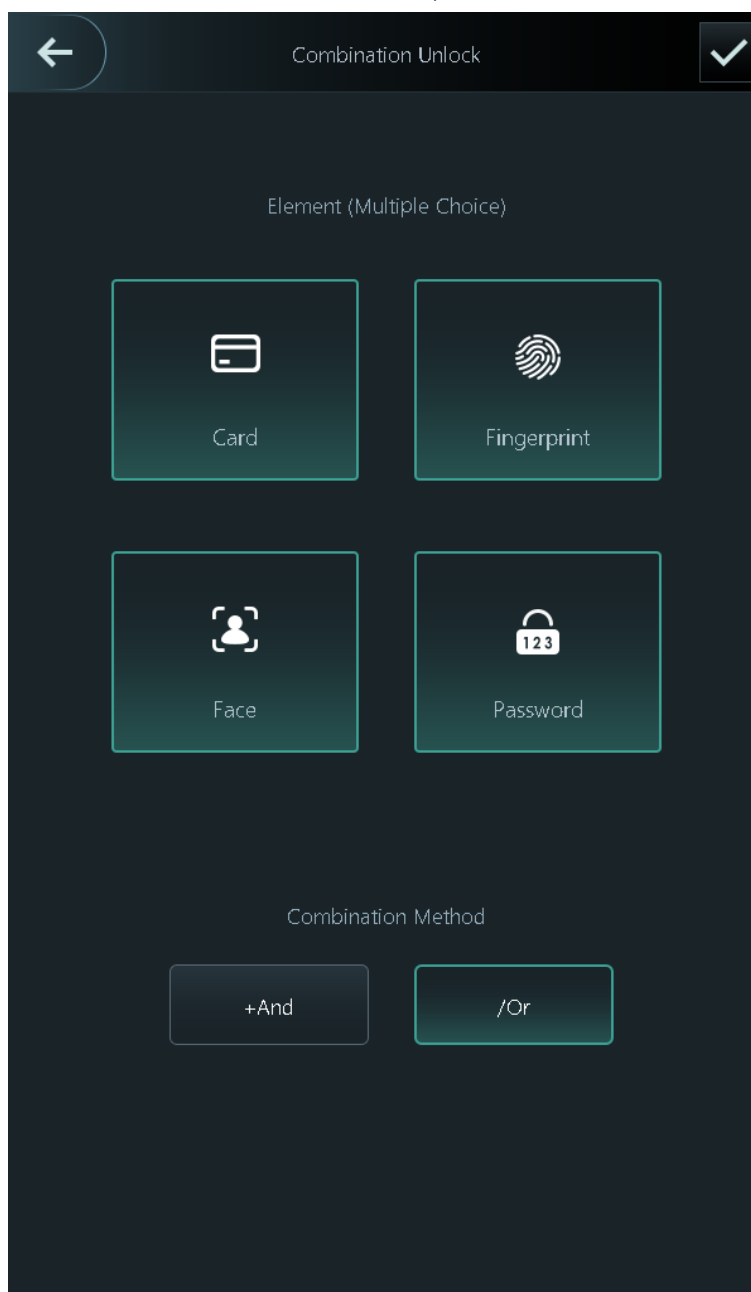 Combination Unlock
Element (Multiple Choice)
Card
Fingerprint
123
Face
Password
Combination Method
+And
/Or